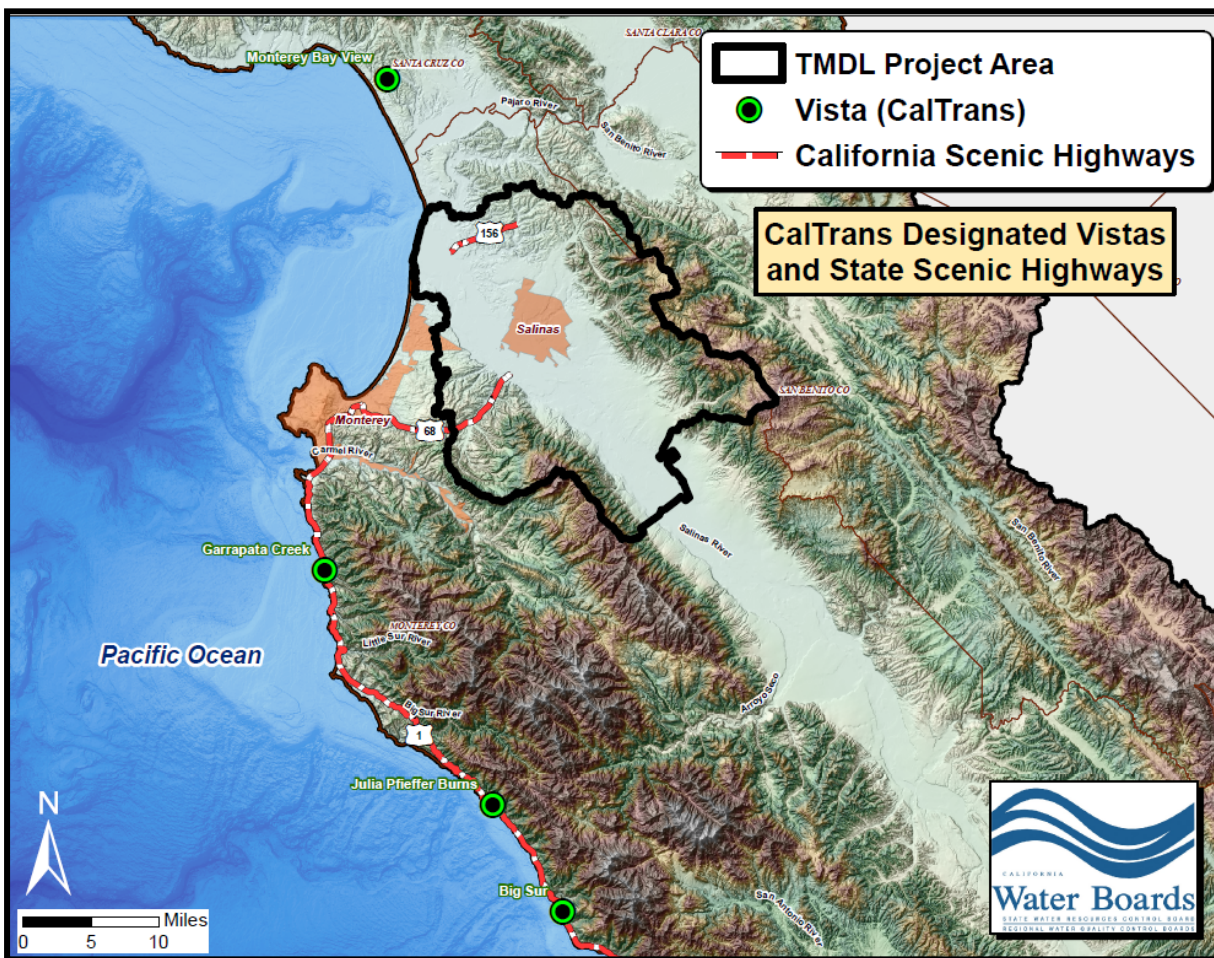 Monterey Bay View
SANTA CRUZ CO
SANTA CLARA CO
TMDL Project Area
Vista (CalTrans)
California Scenic Highways
Pajaro River
San Benito River
CalTrans Designated Vistas
and State Scenic Highways
156
Salinas
SAN BENITO CO
Monterey
68
Carmel River
Salinas River
San Benito River
Garrapata Creek
MONTEREY CO
Little Sur River
Pacific Ocean
Arroyo Seco
Big Sur River
1
Julia Pfieffer Burns
Big Sur
San Antonio River
N
Miles
0 5 10
CALIFORNIA
Water Boards
STATE WATER RESOURCES CONTROL BOARD
REGIONAL WATER QUALITY CONTROL BOARDS